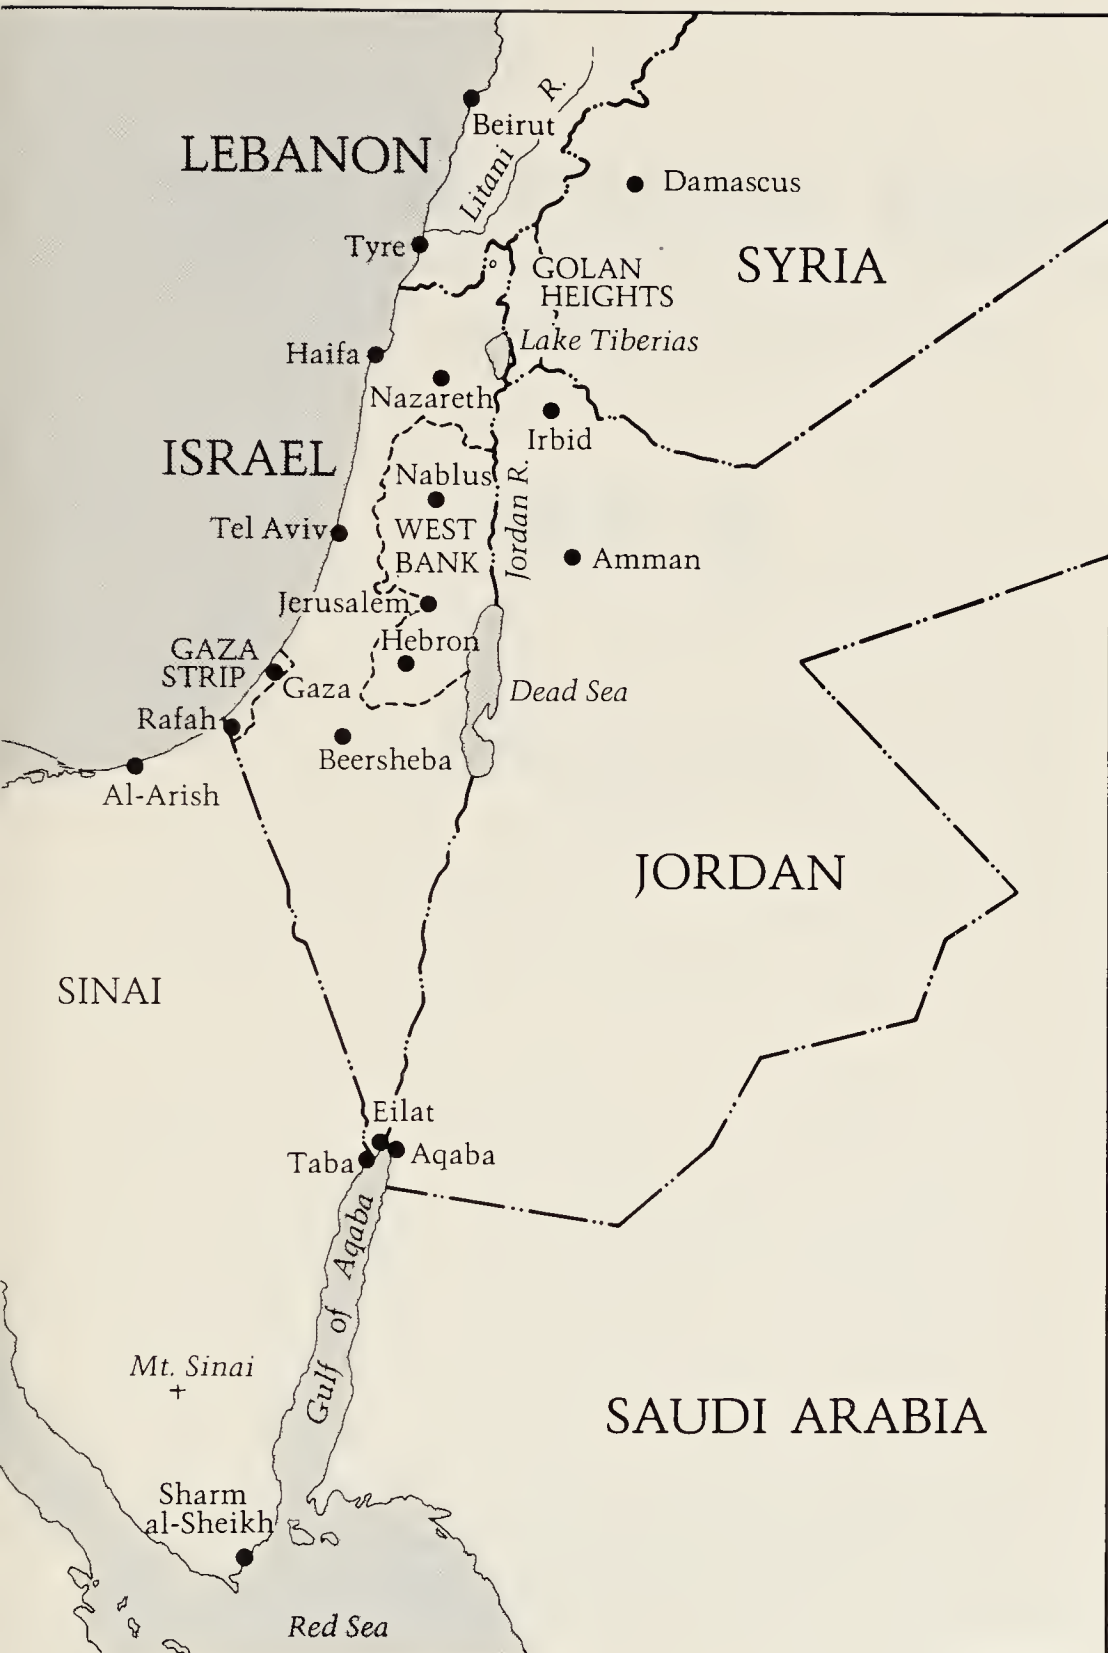 Beirut
LEBANON
Litani R.
Damascus
Tyre
SYRIA
GOLAN
HEIGHTS
Lake Tiberias
Haifa
Nazareth
Irbid
ISRAEL
Nablus
Jordan R.
Tel Aviv
WEST
BANK
Amman
Jerusalem
Hebron
GAZA
STRIP
Gaza
Dead Sea
Rafah
Beersheba
Al-Arish
JORDAN
SINAI
Eilat
Taba
Aqaba
Gulf of Aqaba
Mt. Sinai
SAUDI ARABIA
Sharm
al-Sheikh
Red Sea